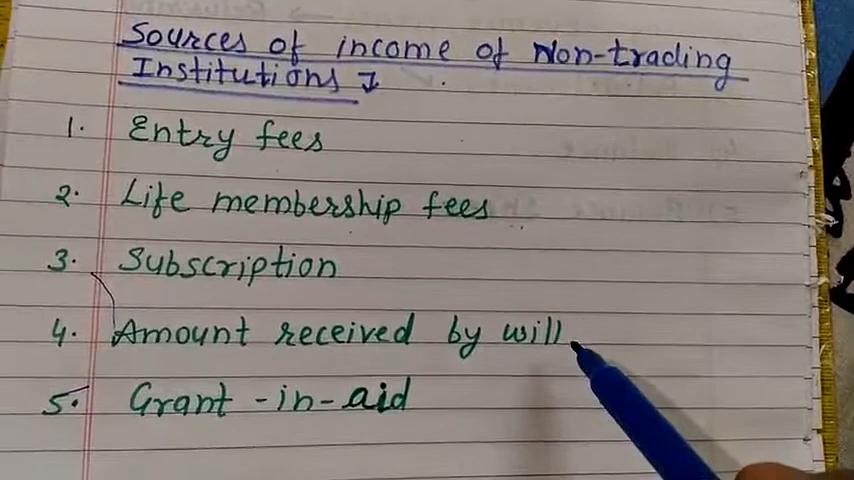 Sources of income of Non-trading
Institutions
1. Entry fees
2. Life membership fees
3. Subscription
4. Amount received by will
5. Grant-in-aid